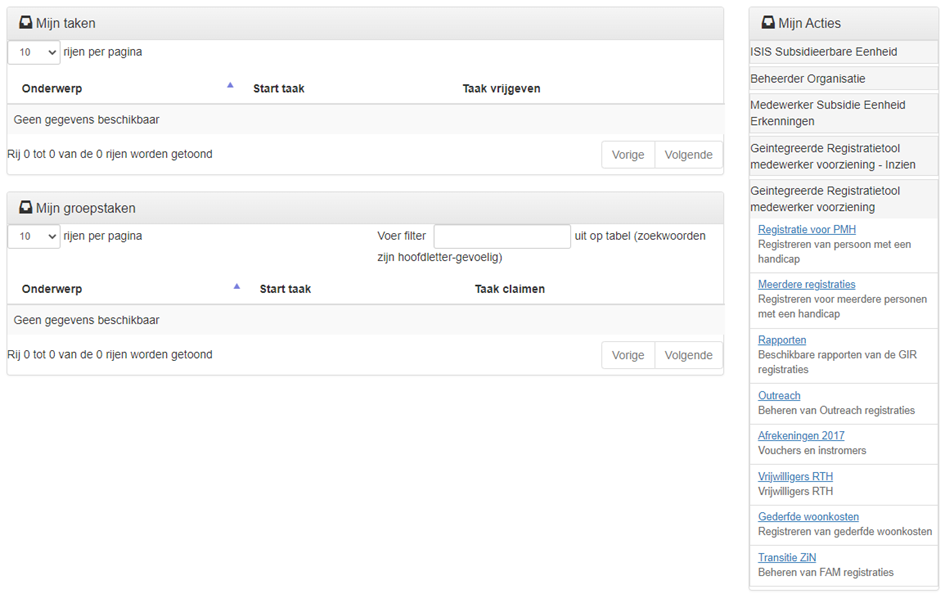 Mijn taken
10 rijen per pagina
Onderwerp Start taak Taak vrijgeven
Geen gegevens beschikbaar
Rij 0 tot 0 van de 0 rijen worden getoond
Vorige Volgende
Mijn groepstaken
10 rijen per pagina
Voer filter uit op tabel (zoekwoorden
zijn hoofdletter-gevoelig)
Onderwerp Start taak Taak claimen
Geen gegevens beschikbaar
Rij 0 tot 0 van de 0 rijen worden getoond
Vorige Volgende
Mijn Acties
ISIS Subsidieerbare Eenheid
Beheerder Organisatie
Medewerker Subsidie Eenheid
Erkenningen
Geintegreerde Registratietool
medewerker voorziening - Inzien
Geintegreerde Registratietool
medewerker voorziening
Registratie voor PMH
Registreren van persoon met een
handicap
Meerdere registraties
Registreren voor meerdere personen
met een handicap
Rapporten
Beschikbare rapporten van de GIR
registraties
Outreach
Beheren van Outreach registraties
Afrekeningen 2017
Vouchers en instromers
Vrijwilligers RTH
Vrijwilligers RTH
Gederfde woonkosten
Registreren van gederfde woonkosten
Transitie ZiN
Beheren van FAM registraties